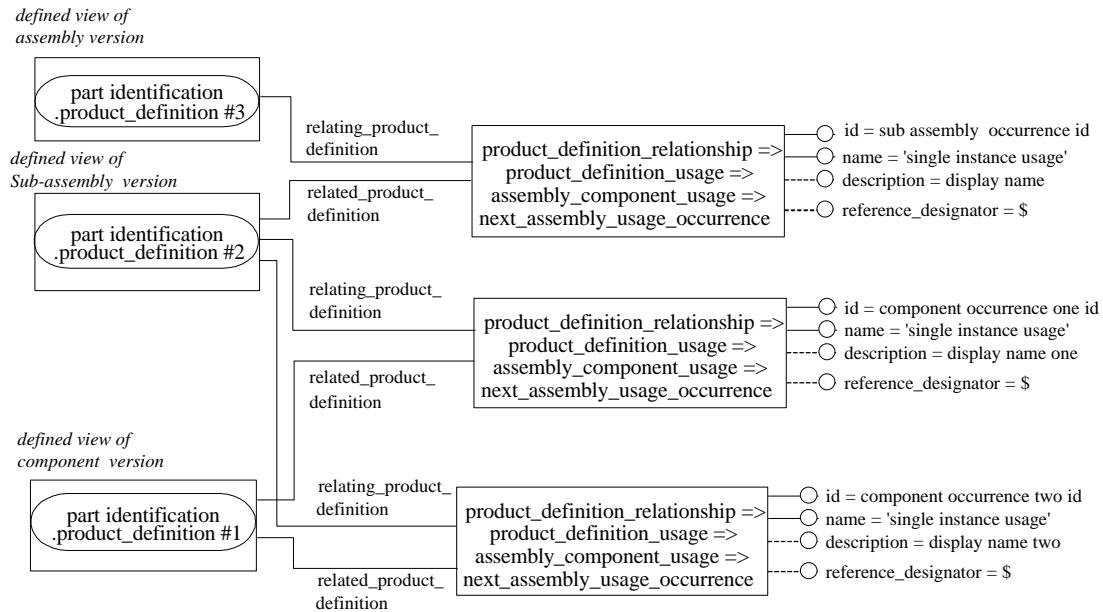 defined view of
assembly version
part identification
.product_definition #3
relating_product_
definition
product_definition_relationship =>
product_definition_usage =>
assembly_component_usage =>
next_assembly_usage_occurrence
id = sub assembly occurrence id
name = 'single instance usage'
description = display name
reference_designator = $
defined view of
Sub-assembly version
part identification
.product_definition #2
related_product_
definition
relating_product_
definition
product_definition_relationship =>
product_definition_usage =>
assembly_component_usage =>
next_assembly_usage_occurrence
id = component occurrence one id
name = 'single instance usage'
description = display name one
reference_designator = $
related_product_
definition
defined view of
component version
part identification
.product_definition #1
relating_product_
definition
product_definition_relationship =>
product_definition_usage =>
assembly_component_usage =>
next_assembly_usage_occurrence
id = component occurrence two id
name = 'single instance usage'
description = display name two
reference_designator = $
related_product_
definition